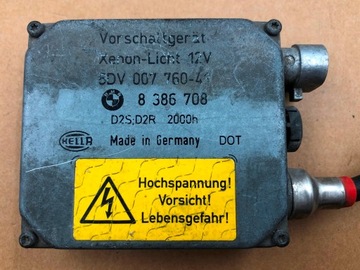 Vorschaltgerät
Xenon-Licht 12V
5DV 007 760-4
8 386 708
D2S;D2R 2000h
HELLA Made in Germany DOT
Hochspannung!
Vorsicht!
Lebensgefahr!